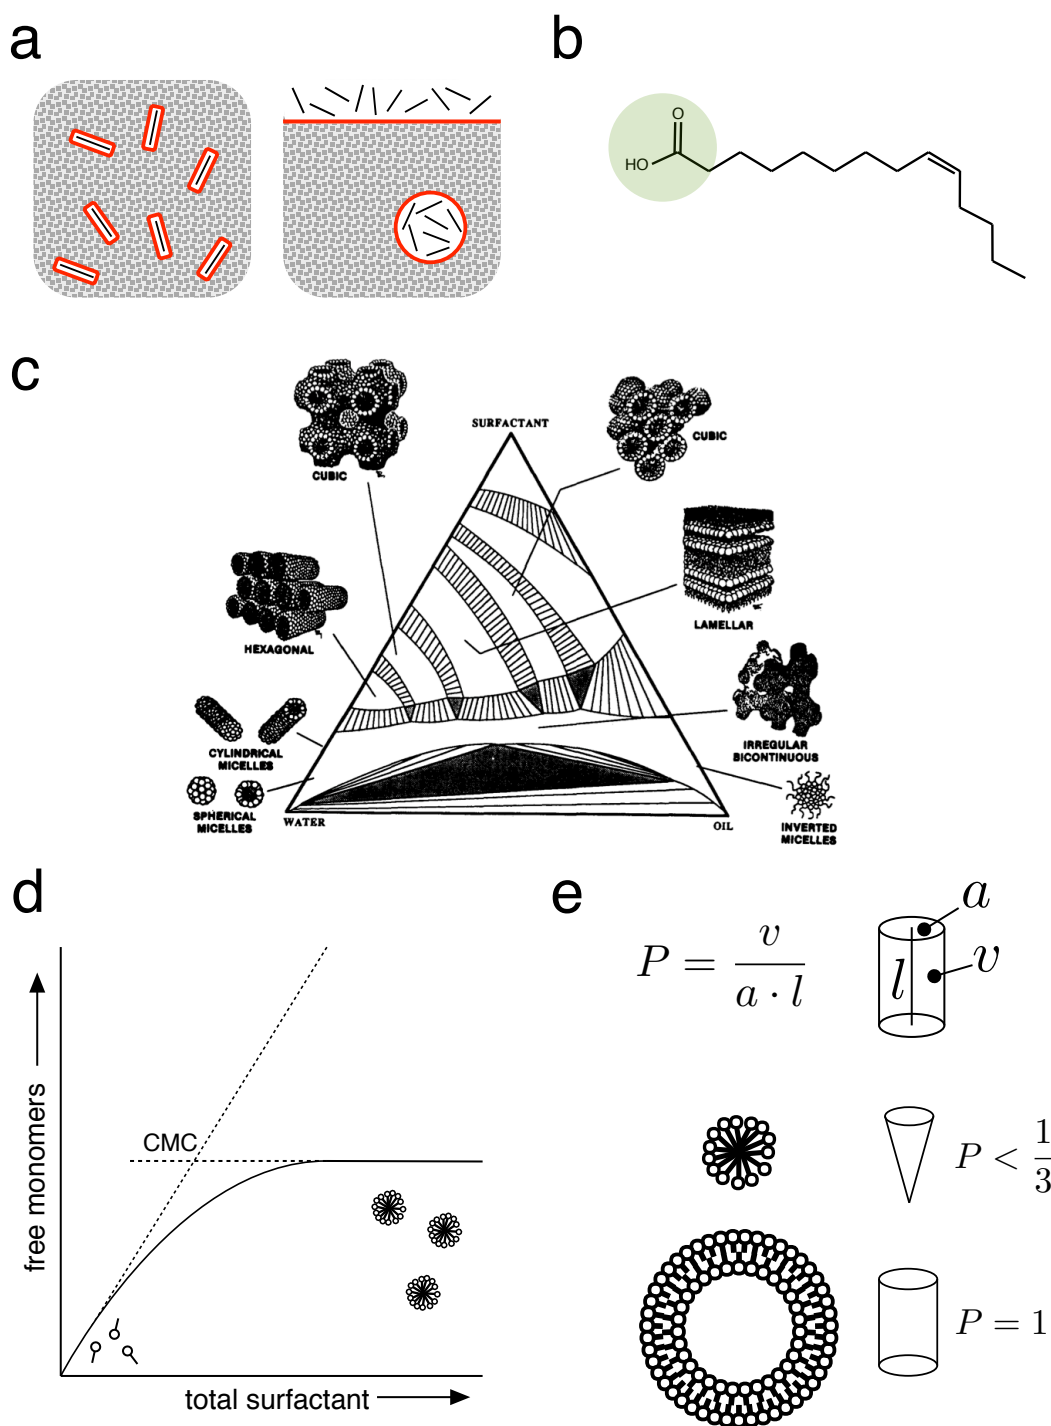 a
b
O
HO
c
SURFACTANT
CUBIC
CUBIC
LAMELLAR
HEXAGONAL
IRREGULAR
BICONTINUOUS
CYLINDRICAL
MICELLES
SPHERICAL
MICELLES
WATER
OIL
INVERTED
MICELLES
d
free monomers
CMC
total surfactant
e
P = v / a · l
a
l
v
P < 1/3
P = 1